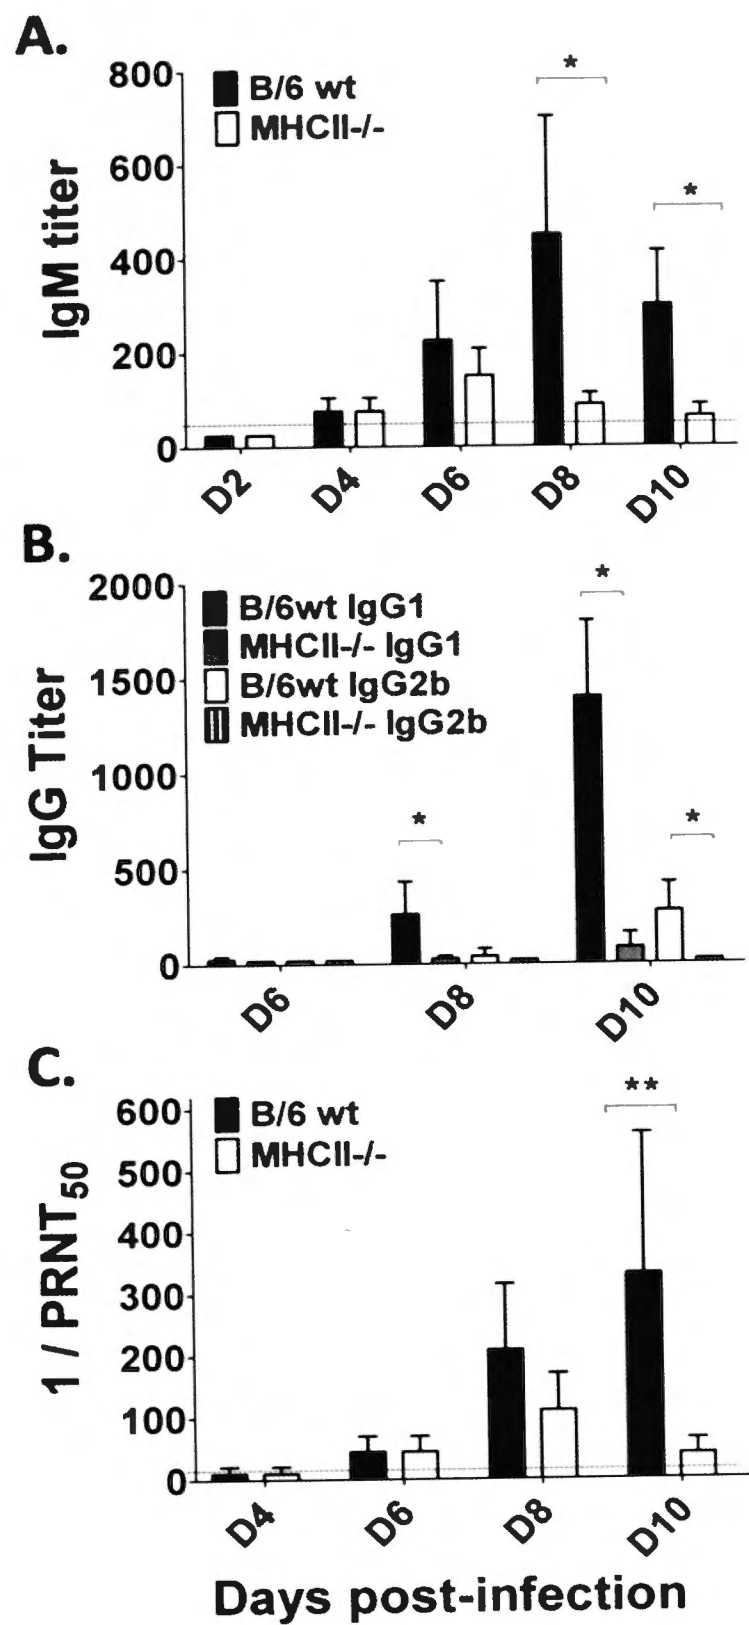 A.
IgM titer
800
600
400
200
0
B/6 wt
MHCII-/-
*
*
D2 D4 D6 D8 D10
B.
IgG Titer
2000
1500
1000
500
0
B/6wt IgG1
MHCII-/- IgG1
B/6wt IgG2b
MHCII-/- IgG2b
*
*
*
D6 D8 D10
C.
1 / PRNT50
600
500
400
300
200
100
0
B/6 wt
MHCII-/-
**
D4 D6 D8 D10
Days post-infection